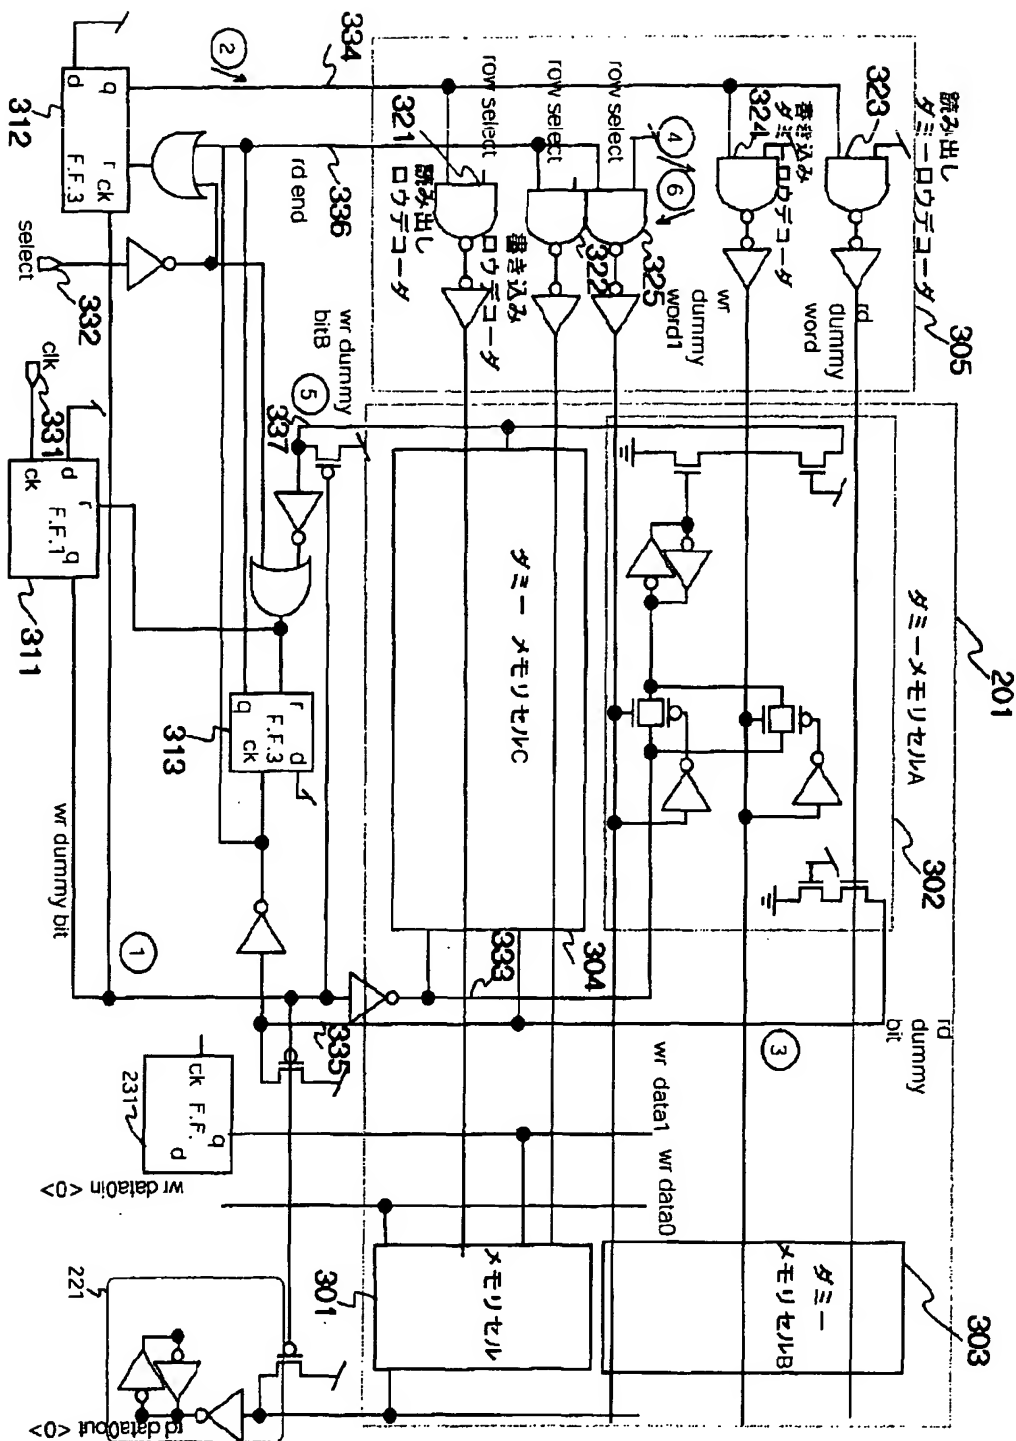 読み出し
ダミーロウデコーダ
305
323
書き込み
ダミーロウデコーダ
324
row select
row select
row select
④
⑥
325
322
321
読み出し
ロウデコーダ
書き込み
ロウデコーダ
rd
dummy
word
wr
dummy
word1
334
②
336
rd end
312
F.F.3
d
q
r
ck
select
332
clk
331
311
F.F.1
d
ck
r
q
wr dummy
bitB
⑤
337
313
F.F.3
r
d
q
ck
wr dummy bit
①
201
ダミーメモリセルA
302
ダミー メモリセルC
304
333
335
③
rd
dummy
bit
wr data1
wr data0
231
F.F.
ck
q
d
wr data0in <0>
メモリセル
301
ダミー
メモリセルB
303
221
rd data0out <0>